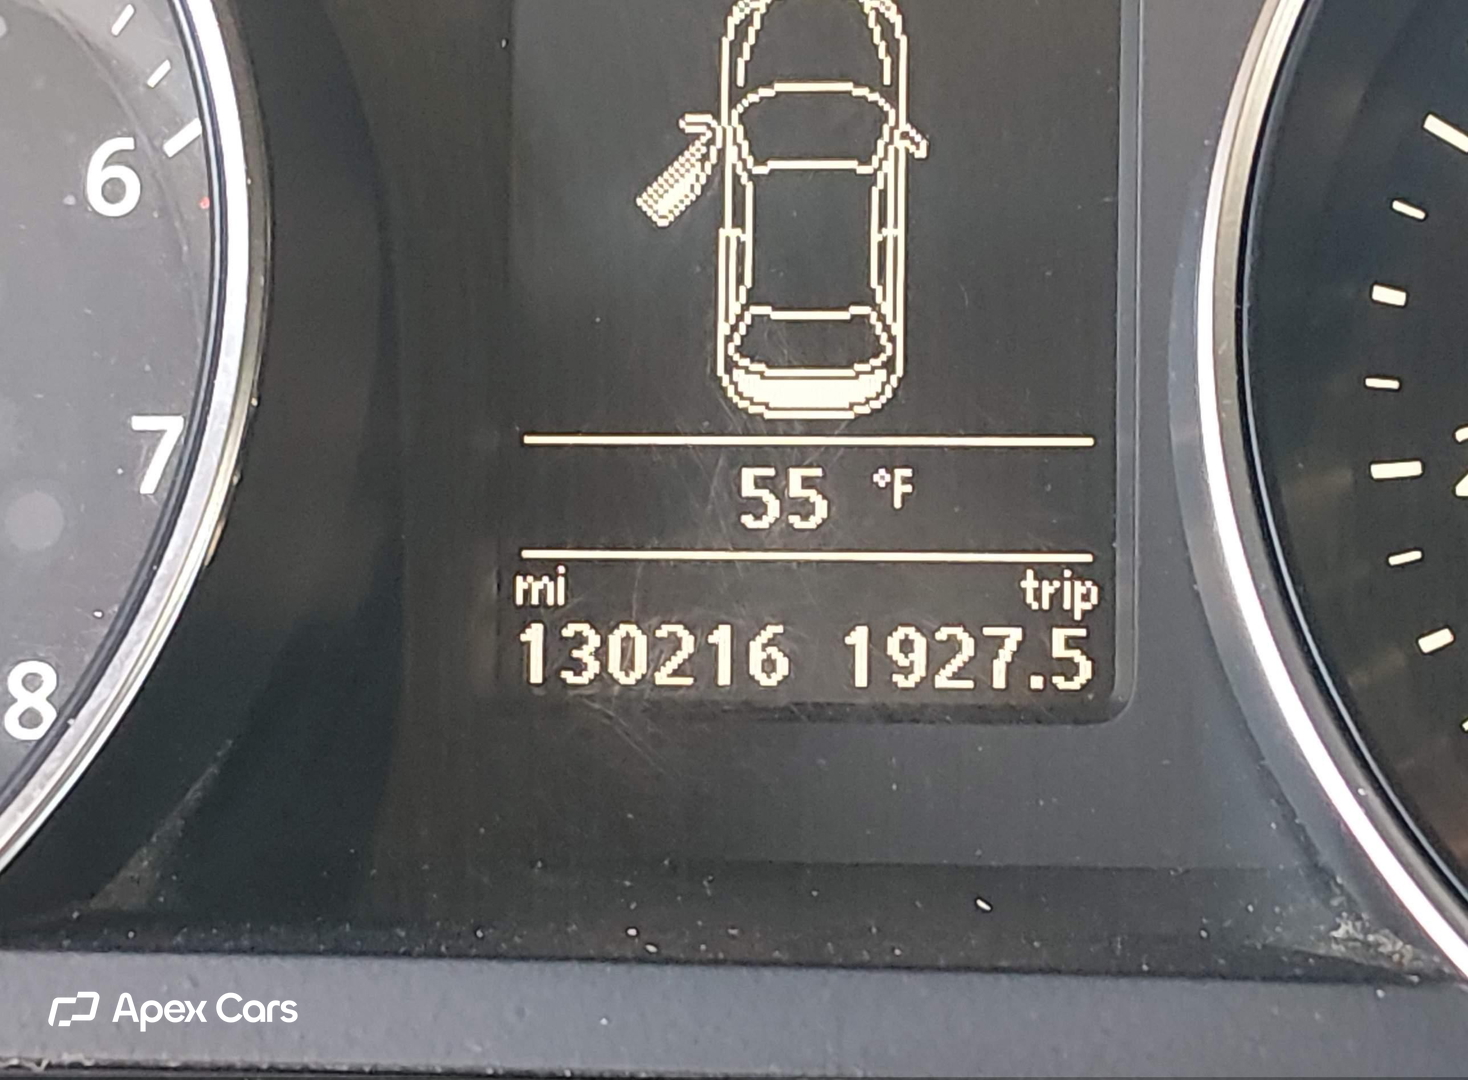 6
7
8
55 °F
mi trip
130216 1927.5
Apex Cars